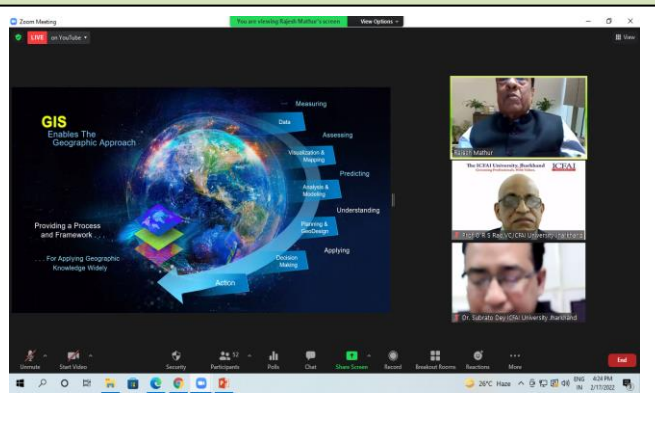 Zoom Meeting
You are viewing Rajesh Mathur's screen
View Options
LIVE
on YouTube
View
GIS
Enables The
Geographic Approach
Measuring
Data
Assessing
Visualization &
Mapping
Predicting
Analysis &
Modeling
Understanding
Planning &
GeoDesign
Applying
Decision
Making
Action
Providing a Process
and Framework . . .
. . . For Applying Geographic
Knowledge Widely
Rajesh Mathur
The ICFAI University, Jharkhand
ICFAI
Dr. Subrato Dey ICFAI University Jharkhand
Unmute
Start Video
Security
Participants
12
Polls
Chat
Share Screen
Record
Breakout Rooms
Reactions
More
End
26°C Haze
ENG
IN
4:24 PM
2/17/2022